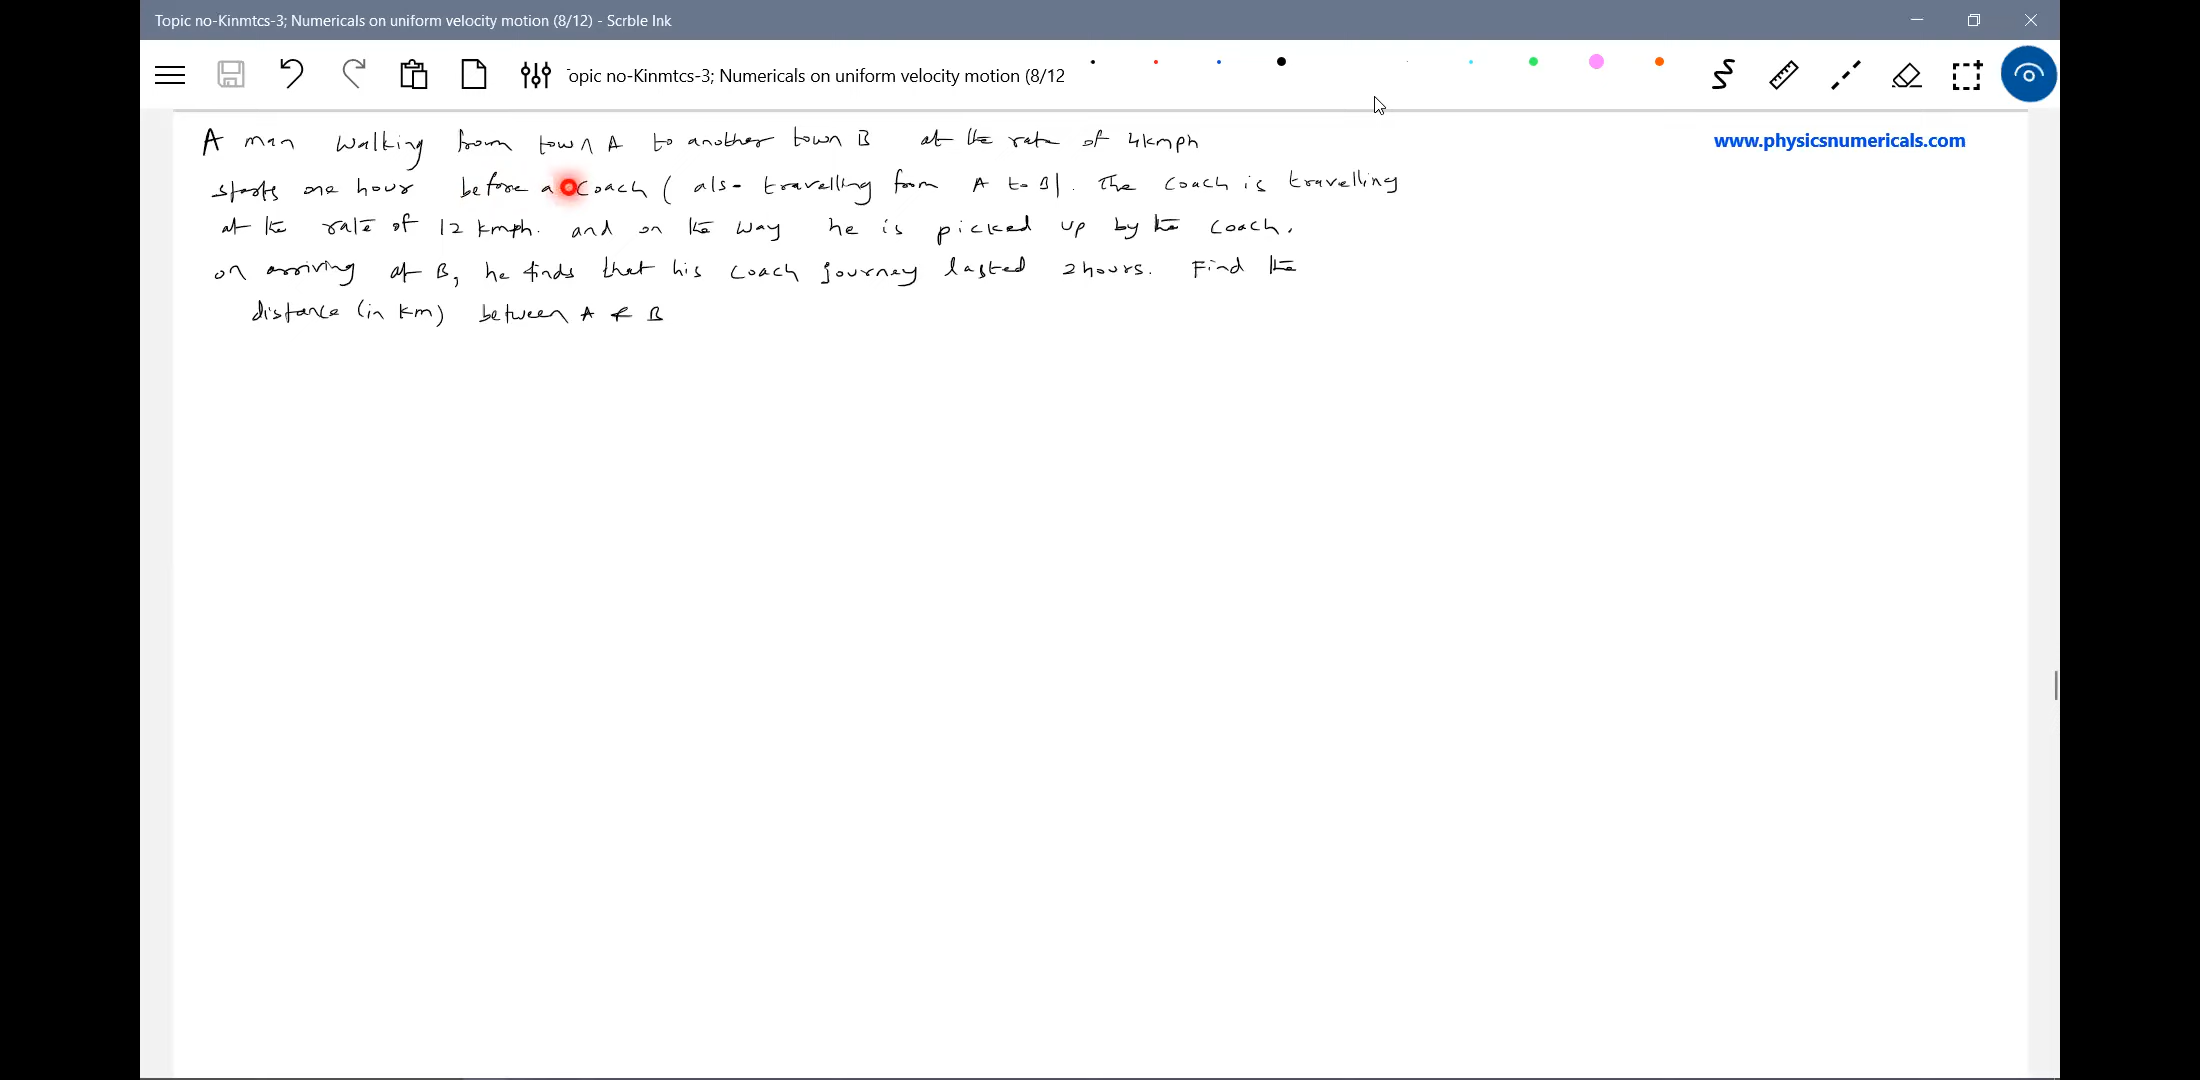 Topic no-Kinmtcs-3; Numericals on uniform velocity motion (8/12) - Scrble Ink
Topic no-Kinmtcs-3; Numericals on uniform velocity motion (8/12
www.physicsnumericals.com
A man walking from town A to another town B at the rate of 4kmph
starts one hour before a coach ( also travelling from A to B). The coach is travelling
at the rate of 12 kmph. and on the way he is picked up by the coach.
on arriving at B, he finds that his coach journey lasted 2hours. Find the
distance (in km) between A & B